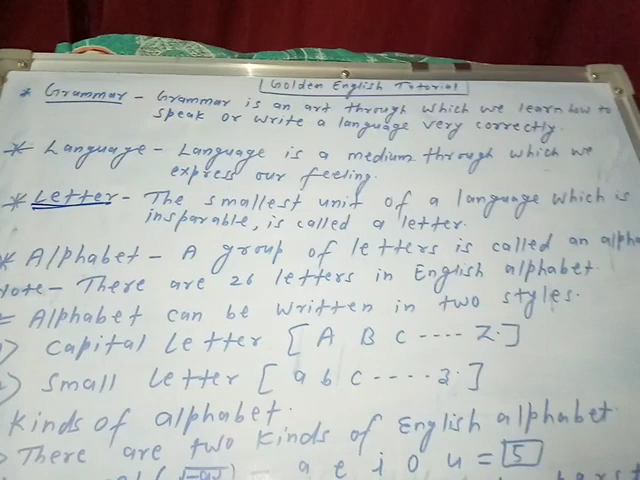 Golden English Tutorial
* Grammar - Grammar is an art through which we learn how to
speak or write a language very correctly.
* Language - Language is a medium through which we
express our feeling.
* Letter - The smallest unit of a language which is
insparable, is called a letter.
* Alphabet - A group of letters is called an alpha
Note - There are 26 letters in English alphabet.
= Alphabet can be written in two styles.
1) Capital Letter [ A B C ---- Z.]
2) Small Letter [ a b c ----- z.]
Kinds of alphabet.
There are two kinds of English alphabet.
a e i o u = 5